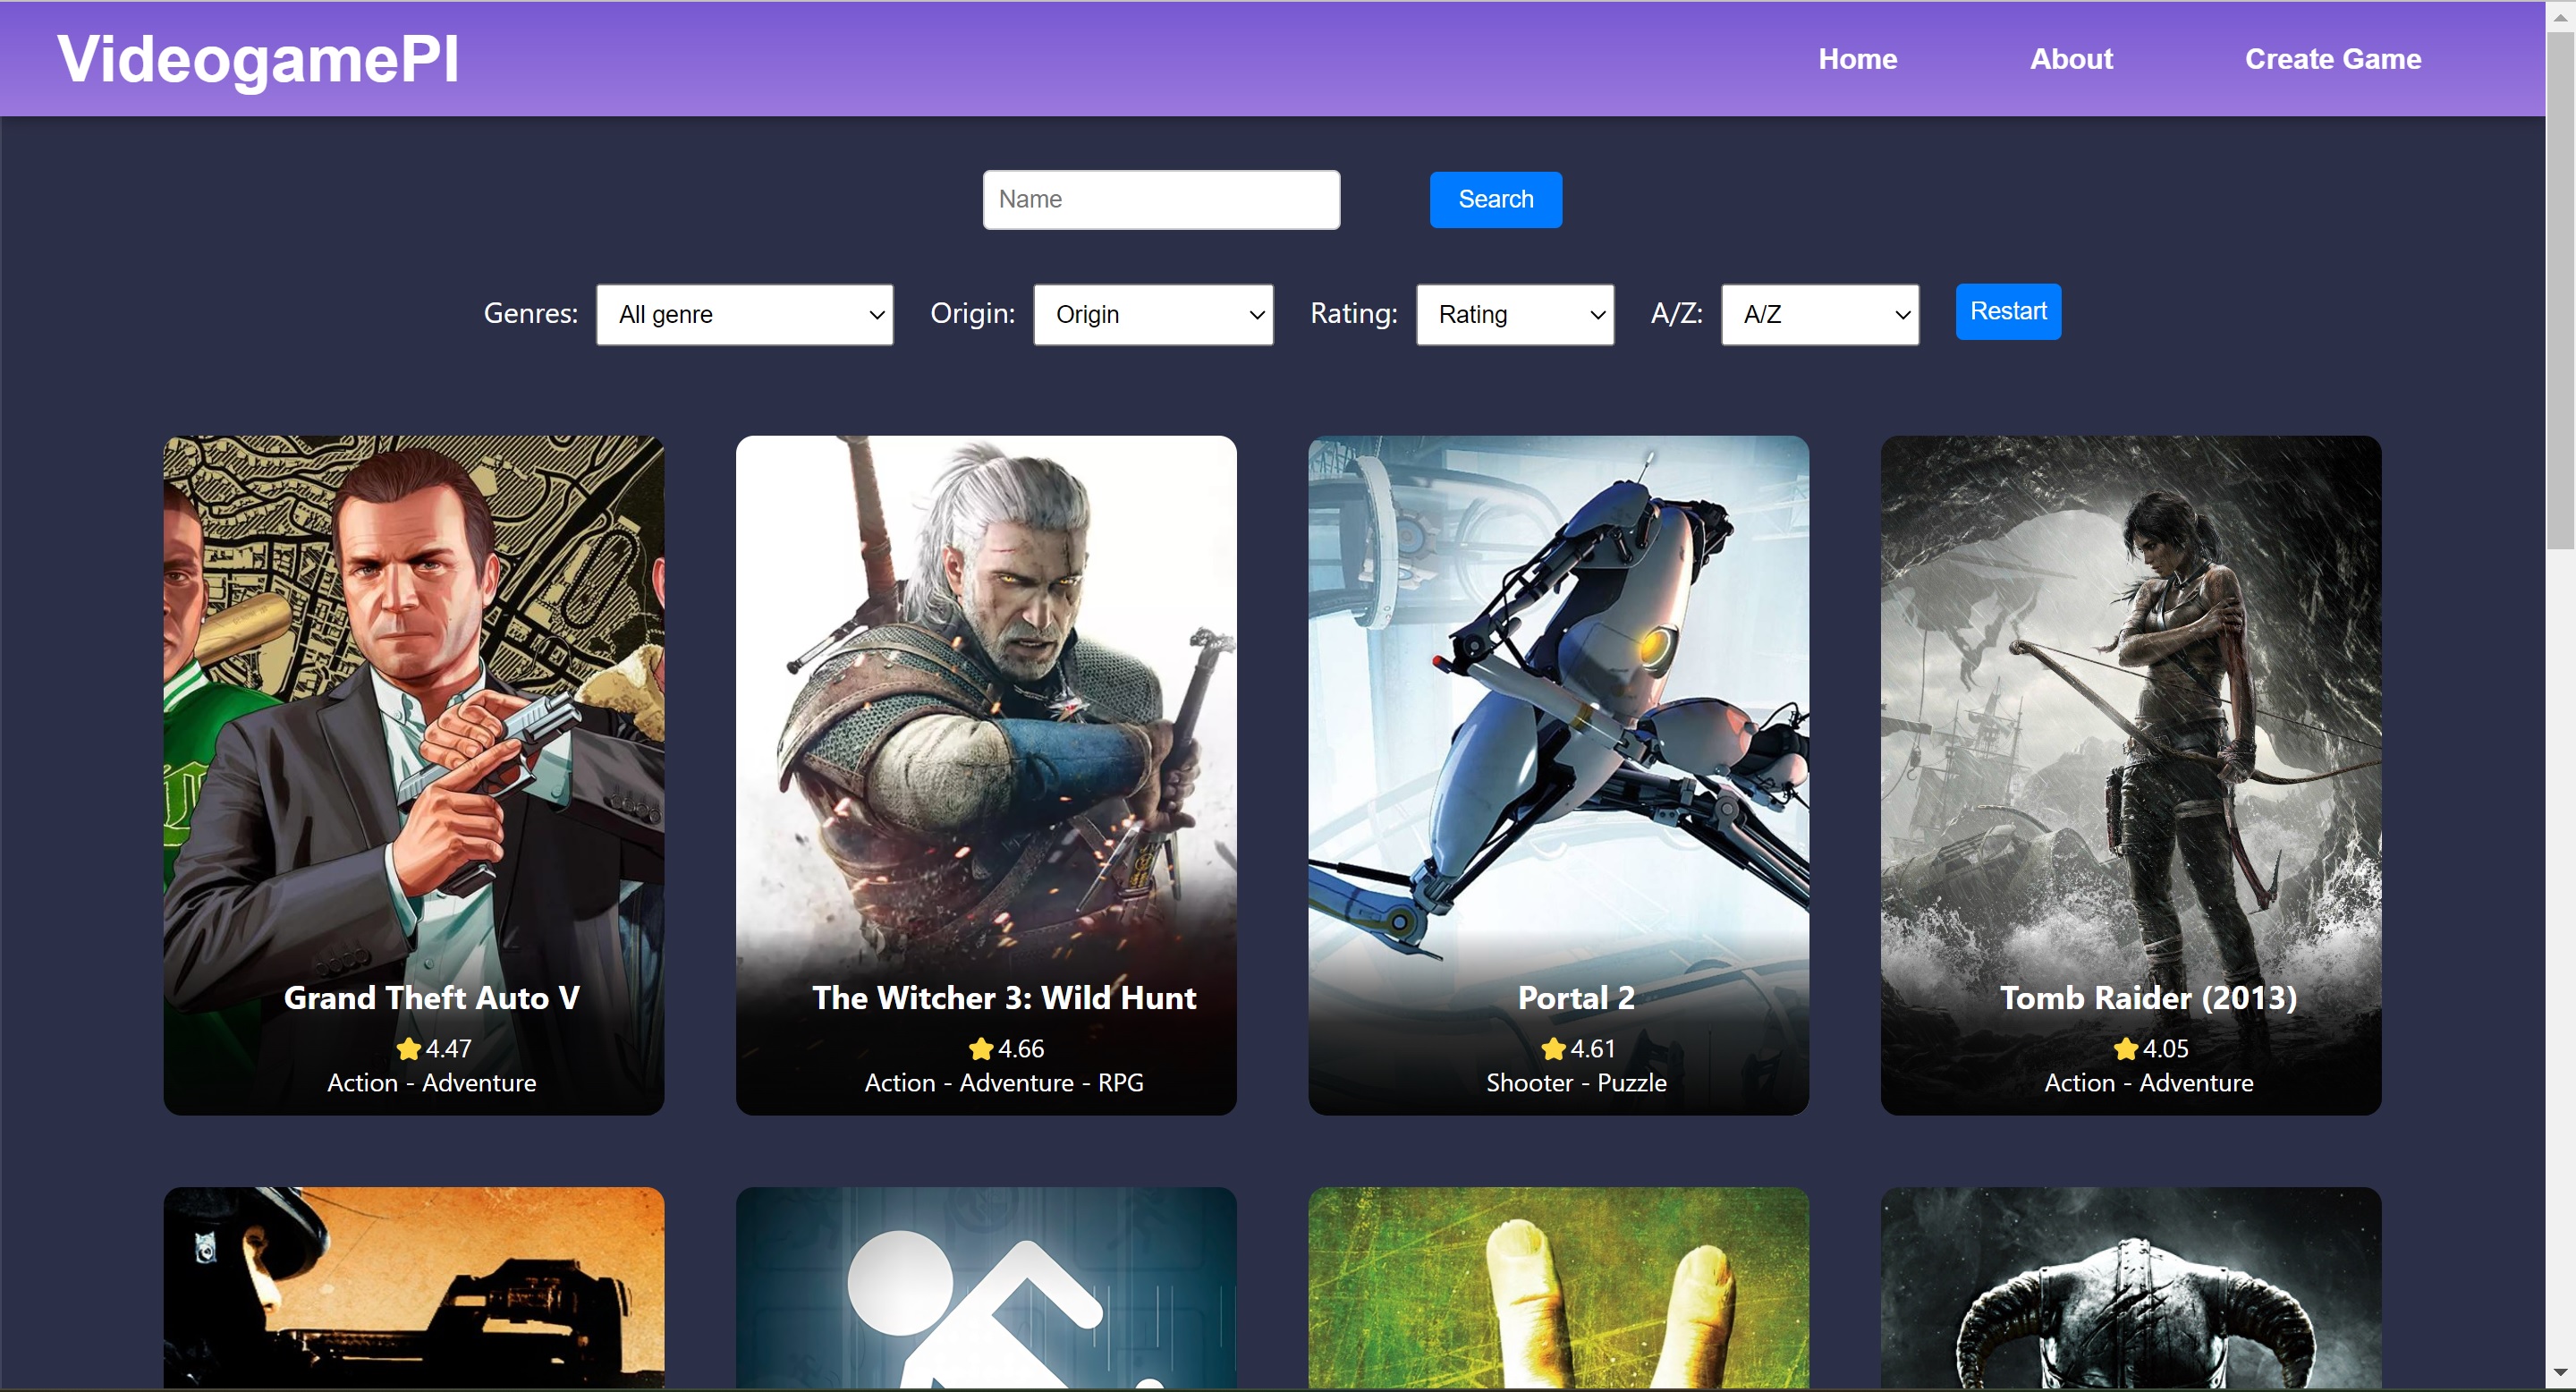 VideogamePI
Home About Create Game
Name Search
Genres: All genre Origin: Origin Rating: Rating A/Z: A/Z Restart
Grand Theft Auto V
4.47
Action - Adventure
The Witcher 3: Wild Hunt
4.66
Action - Adventure - RPG
Portal 2
4.61
Shooter - Puzzle
Tomb Raider (2013)
4.05
Action - Adventure